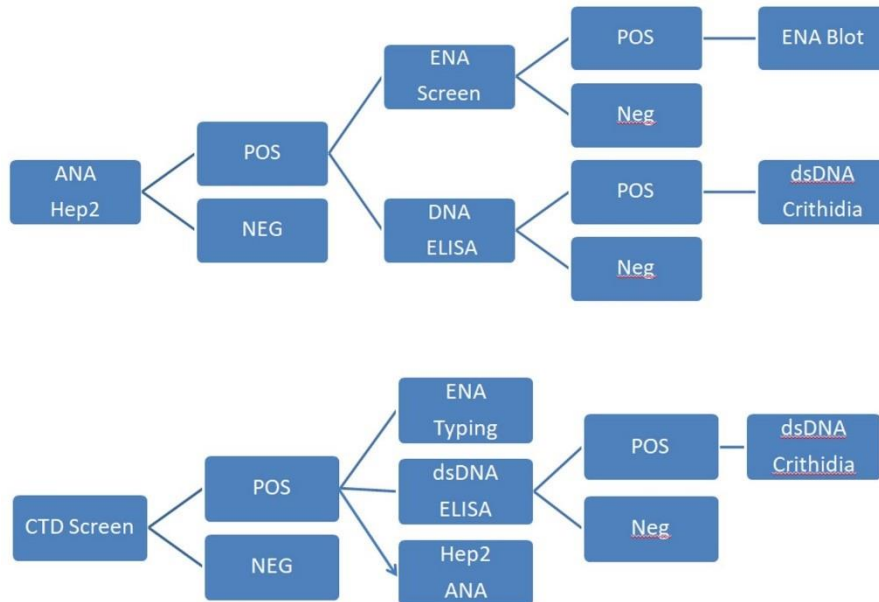 ANA
Hep2
POS
NEG
ENA
Screen
DNA
ELISA
POS
Neg
POS
Neg
ENA Blot
dsDNA
Crithidia
CTD Screen
POS
NEG
ENA
Typing
dsDNA
ELISA
Hep2
ANA
POS
Neg
dsDNA
Crithidia